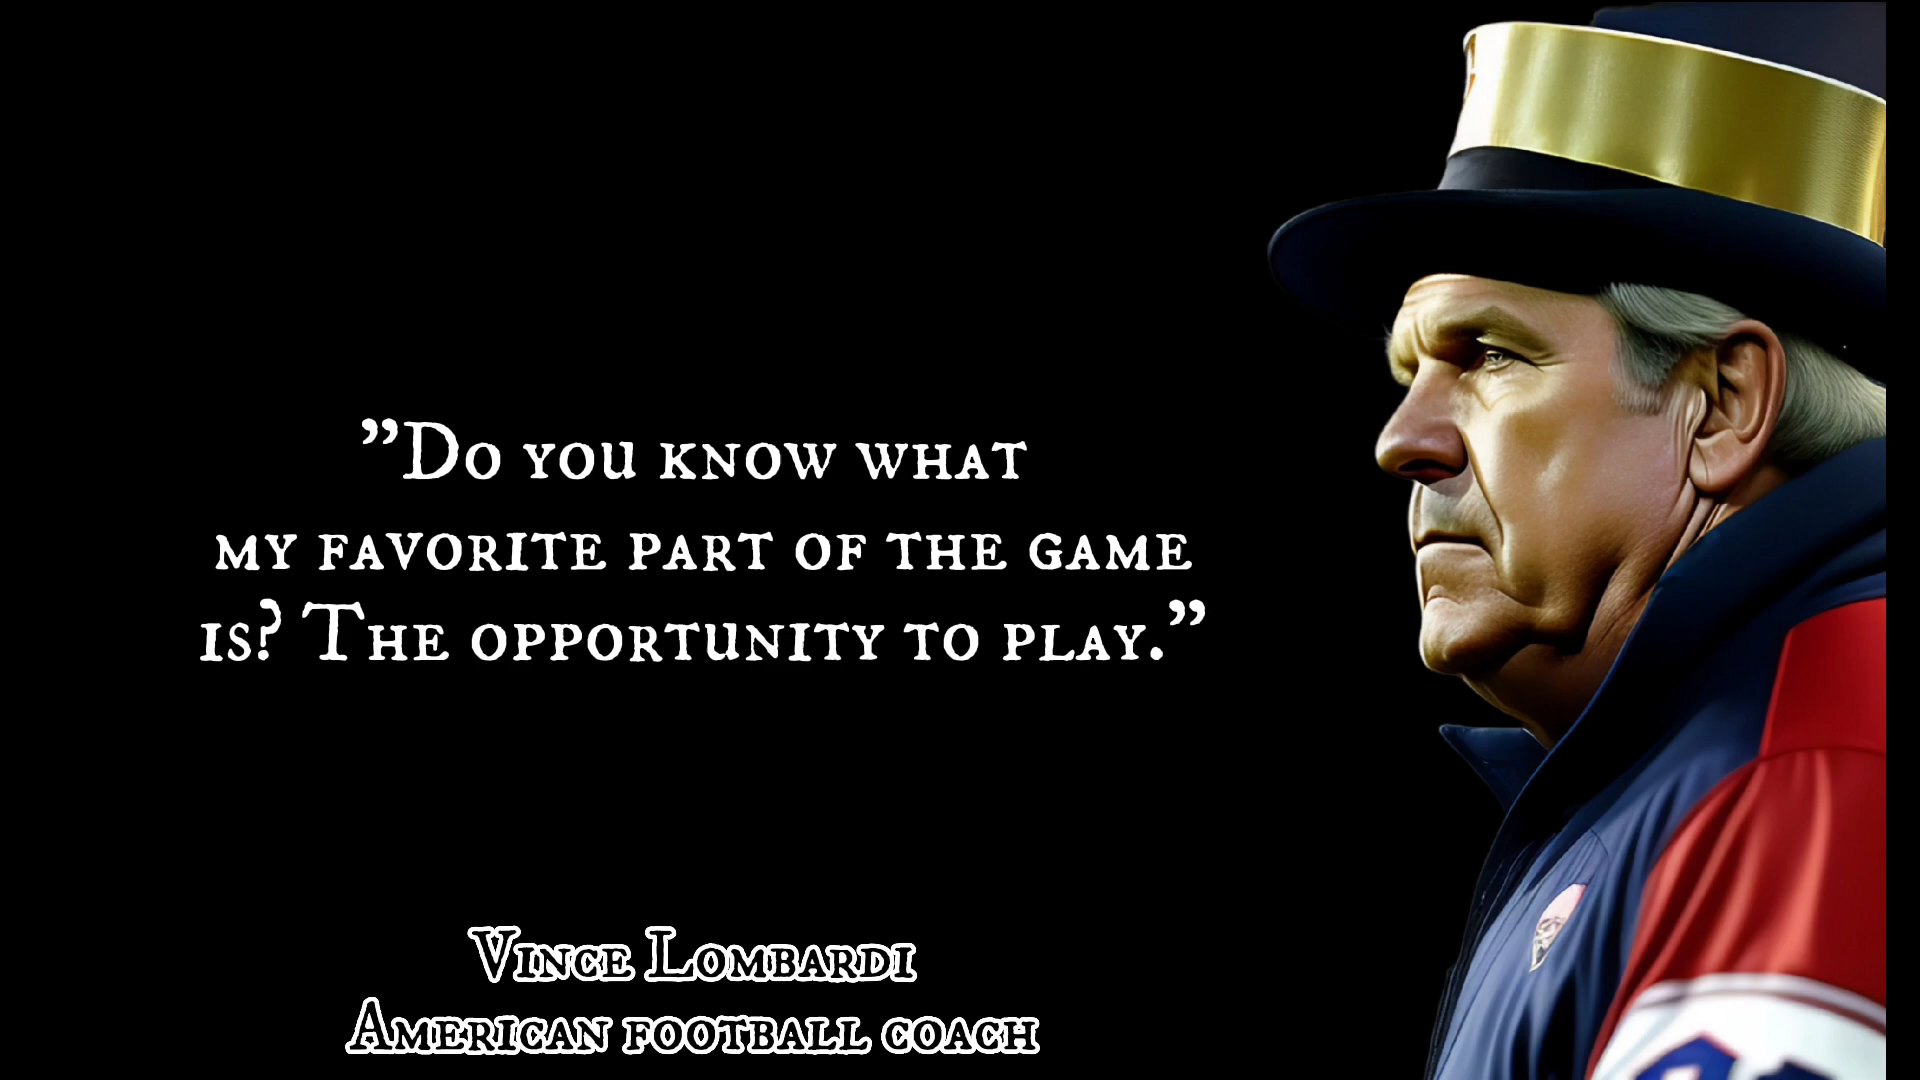 ”Do you know what
my favorite part of the game
is? The opportunity to play.”
Vince Lombardi
American football coach